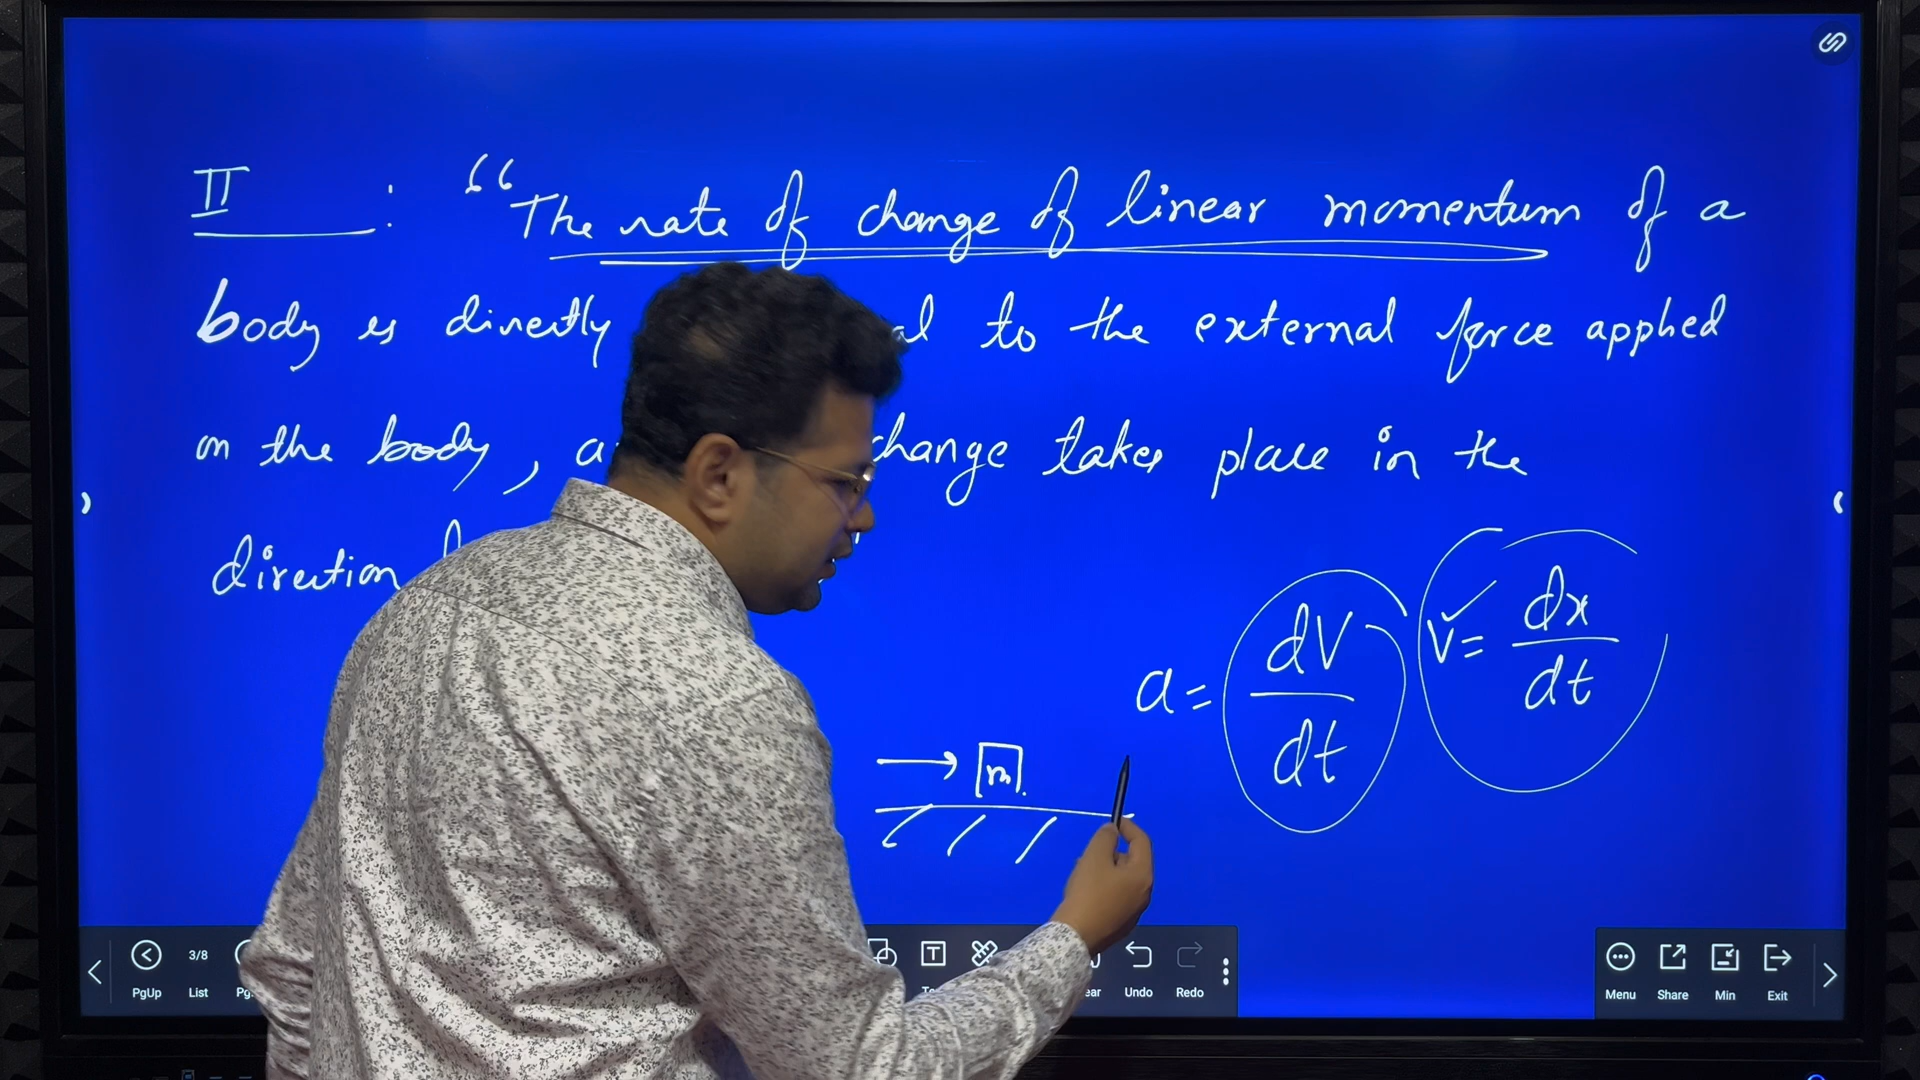 II : “The rate of change of linear momentum of a
body is directly al to the external force applied
on the body, a change takes place in the
direction
a = dV/dt V = dx/dt
m
3/8
PgUp List Undo Redo Menu Share Min Exit